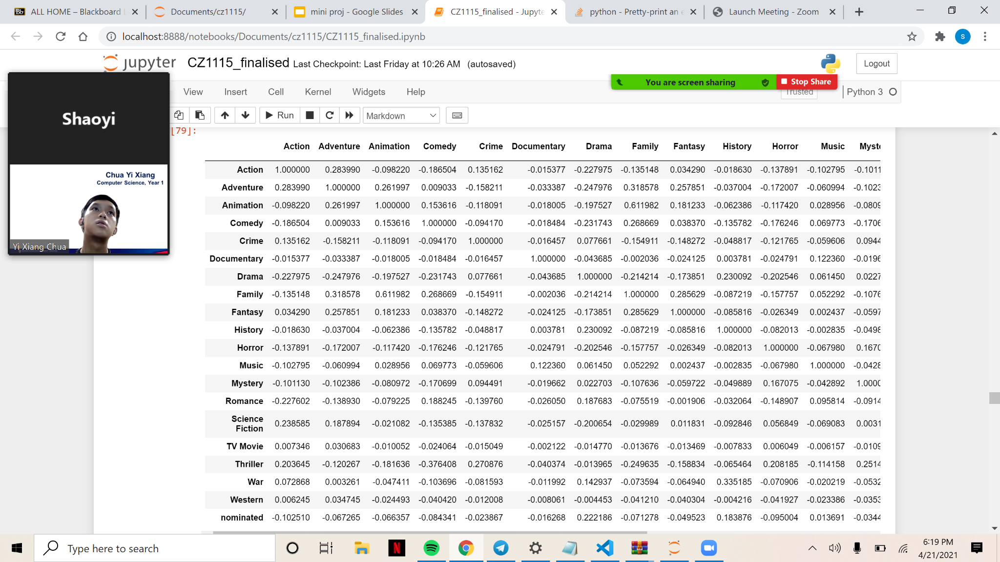 ALL HOME – Blackboard L
Documents/cz1115/
mini proj - Google Slides
CZ1115_finalised - Jupyte
python - Pretty-print an e
Launch Meeting - Zoom
localhost:8888/notebooks/Documents/cz1115/CZ1115_finalised.ipynb
s
jupyter CZ1115_finalised Last Checkpoint: Last Friday at 10:26 AM (autosaved)
Logout
You are screen sharing
Stop Share
View Insert Cell Kernel Widgets Help
Trusted
Python 3
Run
Markdown
Shaoyi
Chua Yi Xiang
Computer Science, Year 1
Yi Xiang Chua
[79]:
Action Adventure Animation Comedy Crime Documentary Drama Family Fantasy History Horror Music Myste
Action 1.000000 0.283990 -0.098220 -0.186504 0.135162 -0.015377 -0.227975 -0.135148 0.034290 -0.018630 -0.137891 -0.102795 -0.1011
Adventure 0.283990 1.000000 0.261997 0.009033 -0.158211 -0.033387 -0.247976 0.318578 0.257851 -0.037004 -0.172007 -0.060994 -0.1023
Animation -0.098220 0.261997 1.000000 0.153616 -0.118091 -0.018005 -0.197527 0.611982 0.181233 -0.062386 -0.117420 0.028956 -0.0809
Comedy -0.186504 0.009033 0.153616 1.000000 -0.094170 -0.018484 -0.231743 0.268669 0.038370 -0.135782 -0.176246 0.069773 -0.1706
Crime 0.135162 -0.158211 -0.118091 -0.094170 1.000000 -0.016457 0.077661 -0.154911 -0.148272 -0.048817 -0.121765 -0.059606 0.0944
Documentary -0.015377 -0.033387 -0.018005 -0.018484 -0.016457 1.000000 -0.043685 -0.002036 -0.024125 0.003781 -0.024791 0.122360 -0.0196
Drama -0.227975 -0.247976 -0.197527 -0.231743 0.077661 -0.043685 1.000000 -0.214214 -0.173851 0.230092 -0.202546 0.061450 0.0227
Family -0.135148 0.318578 0.611982 0.268669 -0.154911 -0.002036 -0.214214 1.000000 0.285629 -0.087219 -0.157757 0.052292 -0.1076
Fantasy 0.034290 0.257851 0.181233 0.038370 -0.148272 -0.024125 -0.173851 0.285629 1.000000 -0.085816 -0.026349 0.002437 -0.0597
History -0.018630 -0.037004 -0.062386 -0.135782 -0.048817 0.003781 0.230092 -0.087219 -0.085816 1.000000 -0.082013 -0.002835 -0.0498
Horror -0.137891 -0.172007 -0.117420 -0.176246 -0.121765 -0.024791 -0.202546 -0.157757 -0.026349 -0.082013 1.000000 -0.067980 0.1670
Music -0.102795 -0.060994 0.028956 0.069773 -0.059606 0.122360 0.061450 0.052292 0.002437 -0.002835 -0.067980 1.000000 -0.0428
Mystery -0.101130 -0.102386 -0.080972 -0.170699 0.094491 -0.019662 0.022703 -0.107636 -0.059722 -0.049889 0.167075 -0.042892 1.0000
Romance -0.227602 -0.138930 -0.079225 0.188245 -0.139760 -0.026050 0.187683 -0.075519 -0.001906 -0.032064 -0.148907 0.095814 -0.0914
Science
Fiction 0.238585 0.187894 -0.021082 -0.135385 -0.137832 -0.025157 -0.200654 -0.029989 0.011831 -0.092846 0.056849 -0.069083 0.0031
TV Movie 0.007346 0.030683 -0.010052 -0.024064 -0.015049 -0.002122 -0.014770 -0.013676 -0.013469 -0.007833 0.006049 -0.006157 -0.0109
Thriller 0.203645 -0.120267 -0.181636 -0.376408 0.270876 -0.040374 -0.013965 -0.249635 -0.158834 -0.065464 0.208185 -0.114158 0.2514
War 0.072868 0.003261 -0.047411 -0.103696 -0.081593 -0.011992 0.142937 -0.073594 -0.064940 0.335185 -0.070906 -0.020219 -0.0532
Western 0.006245 0.034745 -0.024493 -0.040420 -0.012008 -0.008061 -0.004453 -0.041210 -0.040304 -0.004216 -0.041927 -0.023386 -0.0353
nominated -0.102510 -0.067265 -0.066357 -0.084341 -0.023867 -0.016268 0.222186 -0.071278 -0.049523 0.183876 -0.095004 0.013691 -0.0344
Type here to search
6:19 PM
4/21/2021